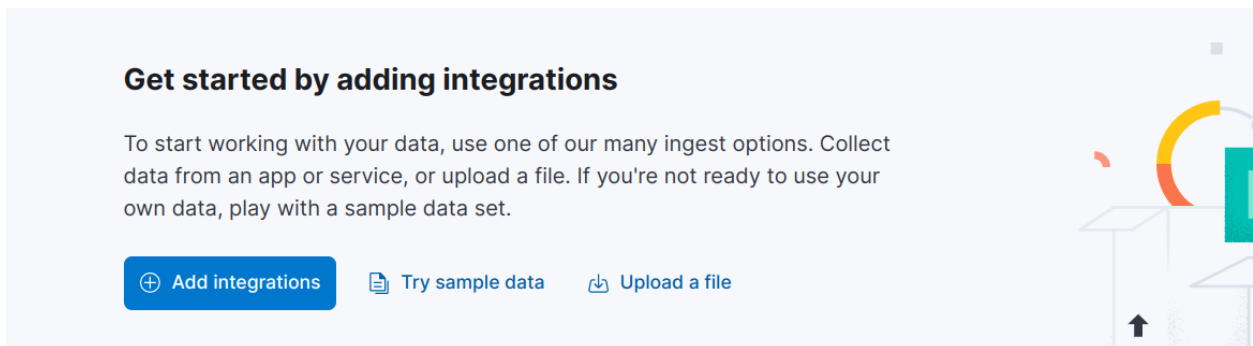 Get started by adding integrations
To start working with your data, use one of our many ingest options. Collect
data from an app or service, or upload a file. If you're not ready to use your
own data, play with a sample data set.
Add integrations Try sample data Upload a file